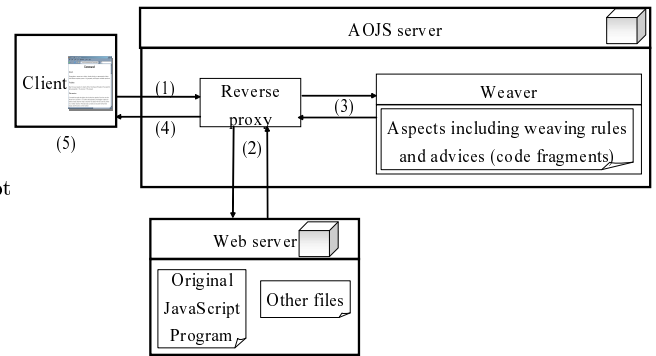 AOJS server
Client
(1)
Reverse
proxy
(3)
Weaver
(4)
Aspects including weaving rules
and advices (code fragments)
(5)
(2)
ot
Web server
Original
JavaScript
Program
Other files